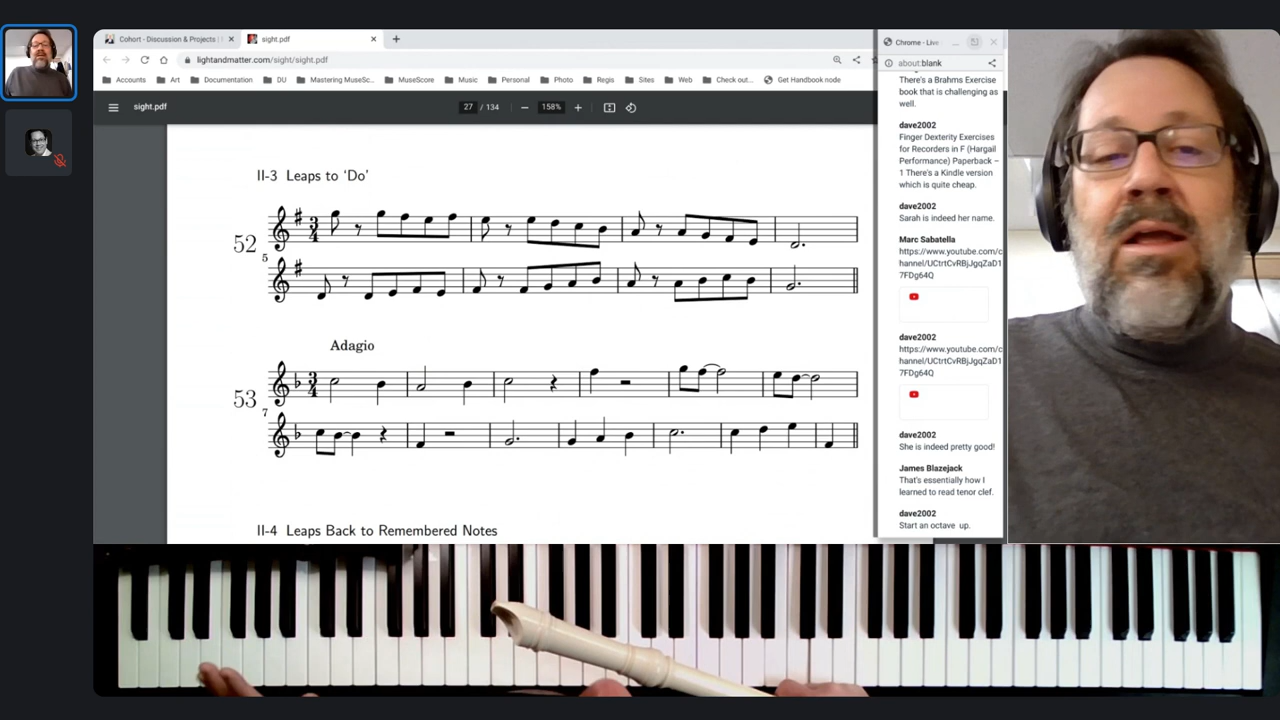 Cohort - Discussion & Projects |
sight.pdf
lightandmatter.com/sight/sight.pdf
Accounts
Art
Documentation
DU
Mastering MuseSc...
MuseScore
Music
Personal
Photo
Regis
Sites
Web
Check out...
Get Handbook node
sight.pdf
27 / 134
158%
II-3 Leaps to ‘Do’
52
3
4
5
Adagio
53
3
4
7
II-4 Leaps Back to Remembered Notes
Chrome - Live
about:blank
There's a Brahms Exercise
book that is challenging as
well.
dave2002
Finger Dexterity Exercises
for Recorders in F (Hargail
Performance) Paperback –
1 There's a Kindle version
which is quite cheap.
dave2002
Sarah is indeed her name.
Marc Sabatella
https://www.youtube.com/c
hannel/UCtrtCvRBjJgqZaD1
7FDg64Q
dave2002
https://www.youtube.com/c
hannel/UCtrtCvRBjJgqZaD1
7FDg64Q
dave2002
She is indeed pretty good!
James Blazejack
That's essentially how I
learned to read tenor clef.
dave2002
Start an octave up.